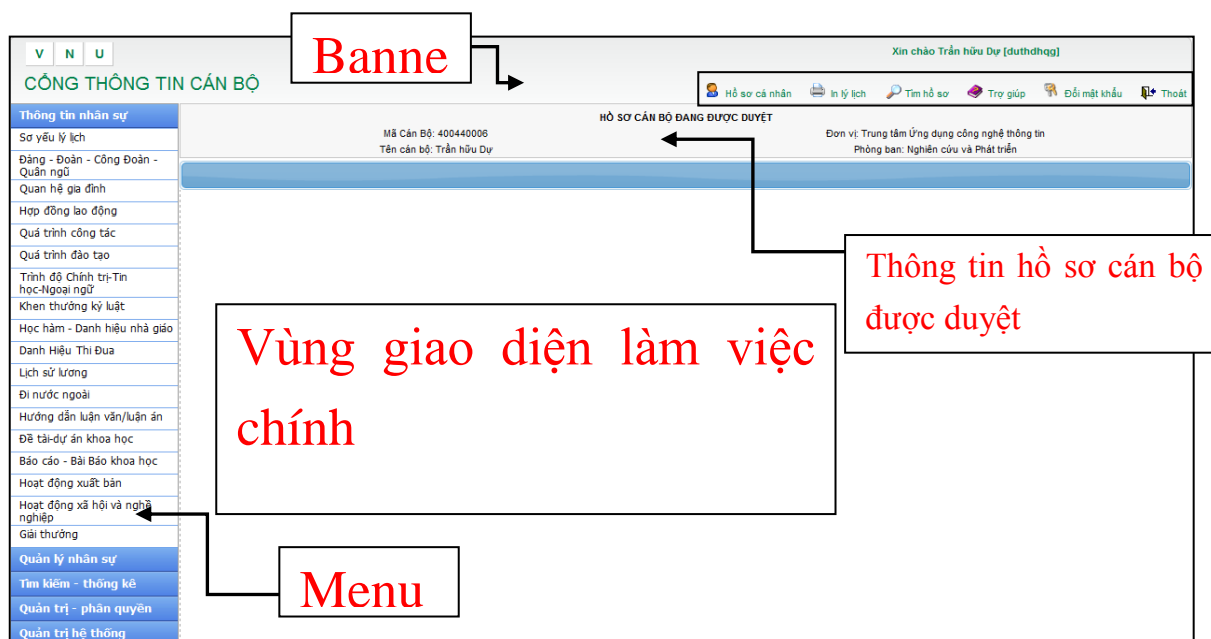 Banne
V N U
Xin chào Trần hữu Dự [duthdhqg]
CỔNG THÔNG TIN CÁN BỘ
Hồ sơ cá nhân In lý lịch Tìm hồ sơ Trợ giúp Đổi mật khẩu Thoát
HỒ SƠ CÁN BỘ ĐANG ĐƯỢC DUYỆT
Mã Cán Bộ: 400440006
Đơn vị: Trung tâm Ứng dụng công nghệ thông tin
Tên cán bộ: Trần hữu Dự
Phòng ban: Nghiên cứu và Phát triển
Thông tin nhân sự
Sơ yếu lý lịch
Đảng - Đoàn - Công Đoàn -
Quân ngũ
Quan hệ gia đình
Hợp đồng lao động
Quá trình công tác
Quá trình đào tạo
Trình độ Chính trị-Tin
học-Ngoại ngữ
Khen thưởng kỷ luật
Học hàm - Danh hiệu nhà giáo
Danh Hiệu Thi Đua
Lịch sử lương
Đi nước ngoài
Hướng dẫn luận văn/luận án
Đề tài-dự án khoa học
Báo cáo - Bài Báo khoa học
Hoạt động xuất bản
Hoạt động xã hội và nghề
nghiệp
Giải thưởng
Quản lý nhân sự
Tìm kiếm - thống kê
Quản trị - phân quyền
Quản trị hệ thống
Thông tin hồ sơ cán bộ
được duyệt
Vùng giao diện làm việc
chính
Menu